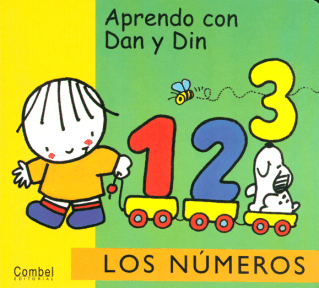 Aprendo con
Dan y Din
1 2 3
LOS NÚMEROS
Combel
EDITORIAL